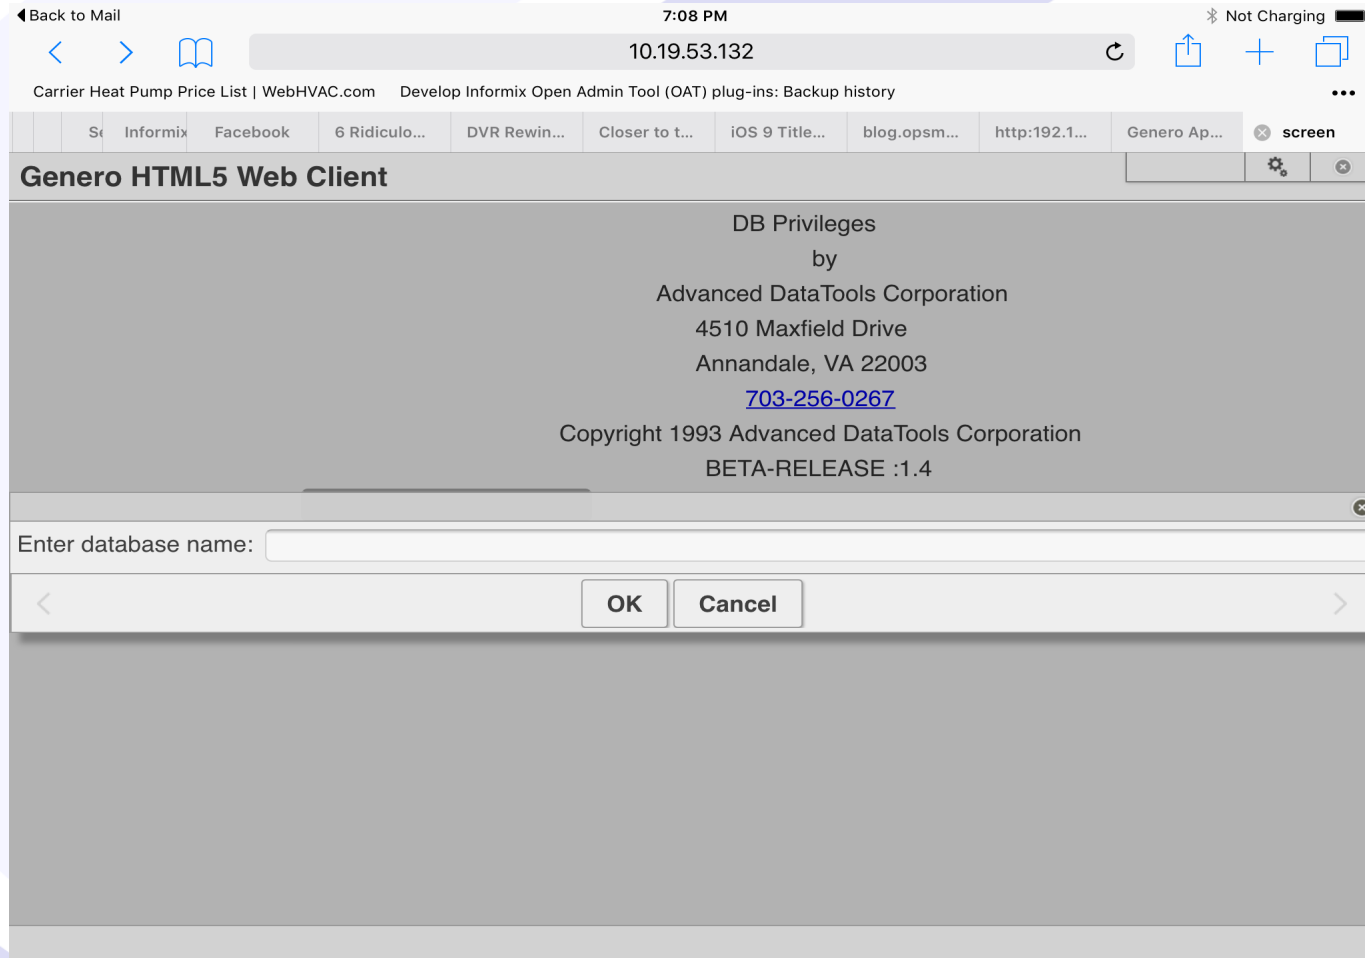 Back to Mail 7:08 PM Not Charging
10.19.53.132
Carrier Heat Pump Price List | WebHVAC.com Develop Informix Open Admin Tool (OAT) plug-ins: Backup history
Se Informix Facebook 6 Ridiculo... DVR Rewin... Closer to t... iOS 9 Title... blog.opsm... http:192.1... Genero Ap... screen
Genero HTML5 Web Client
DB Privileges
by
Advanced DataTools Corporation
4510 Maxfield Drive
Annandale, VA 22003
703-256-0267
Copyright 1993 Advanced DataTools Corporation
BETA-RELEASE :1.4
Enter database name:
OK Cancel